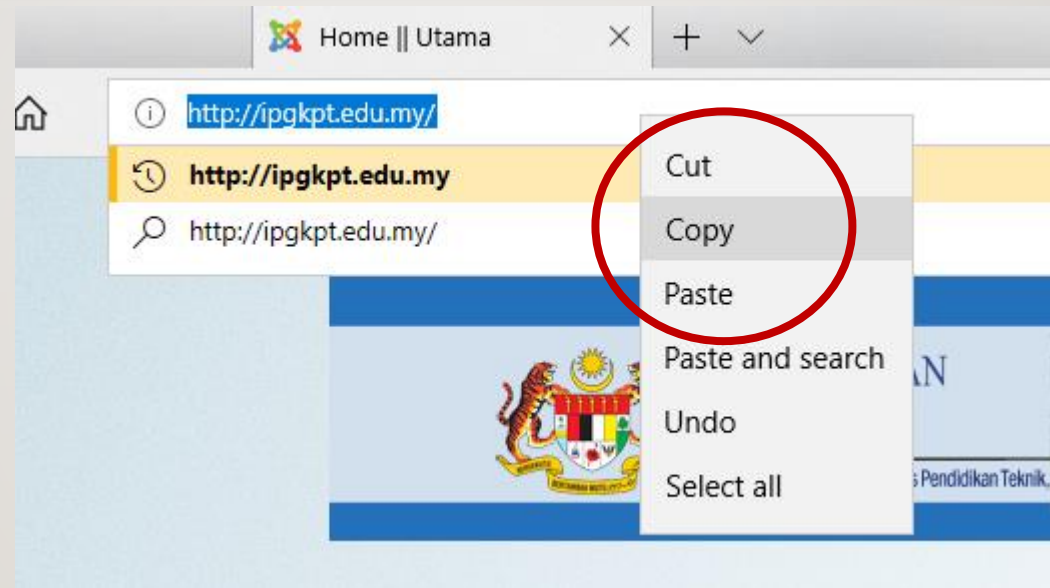 Home || Utama
http://ipgkpt.edu.my/
http://ipgkpt.edu.my
http://ipgkpt.edu.my/
Cut
Copy
Paste
Paste and search
Undo
Select all
AN
s Pendidikan Teknik,